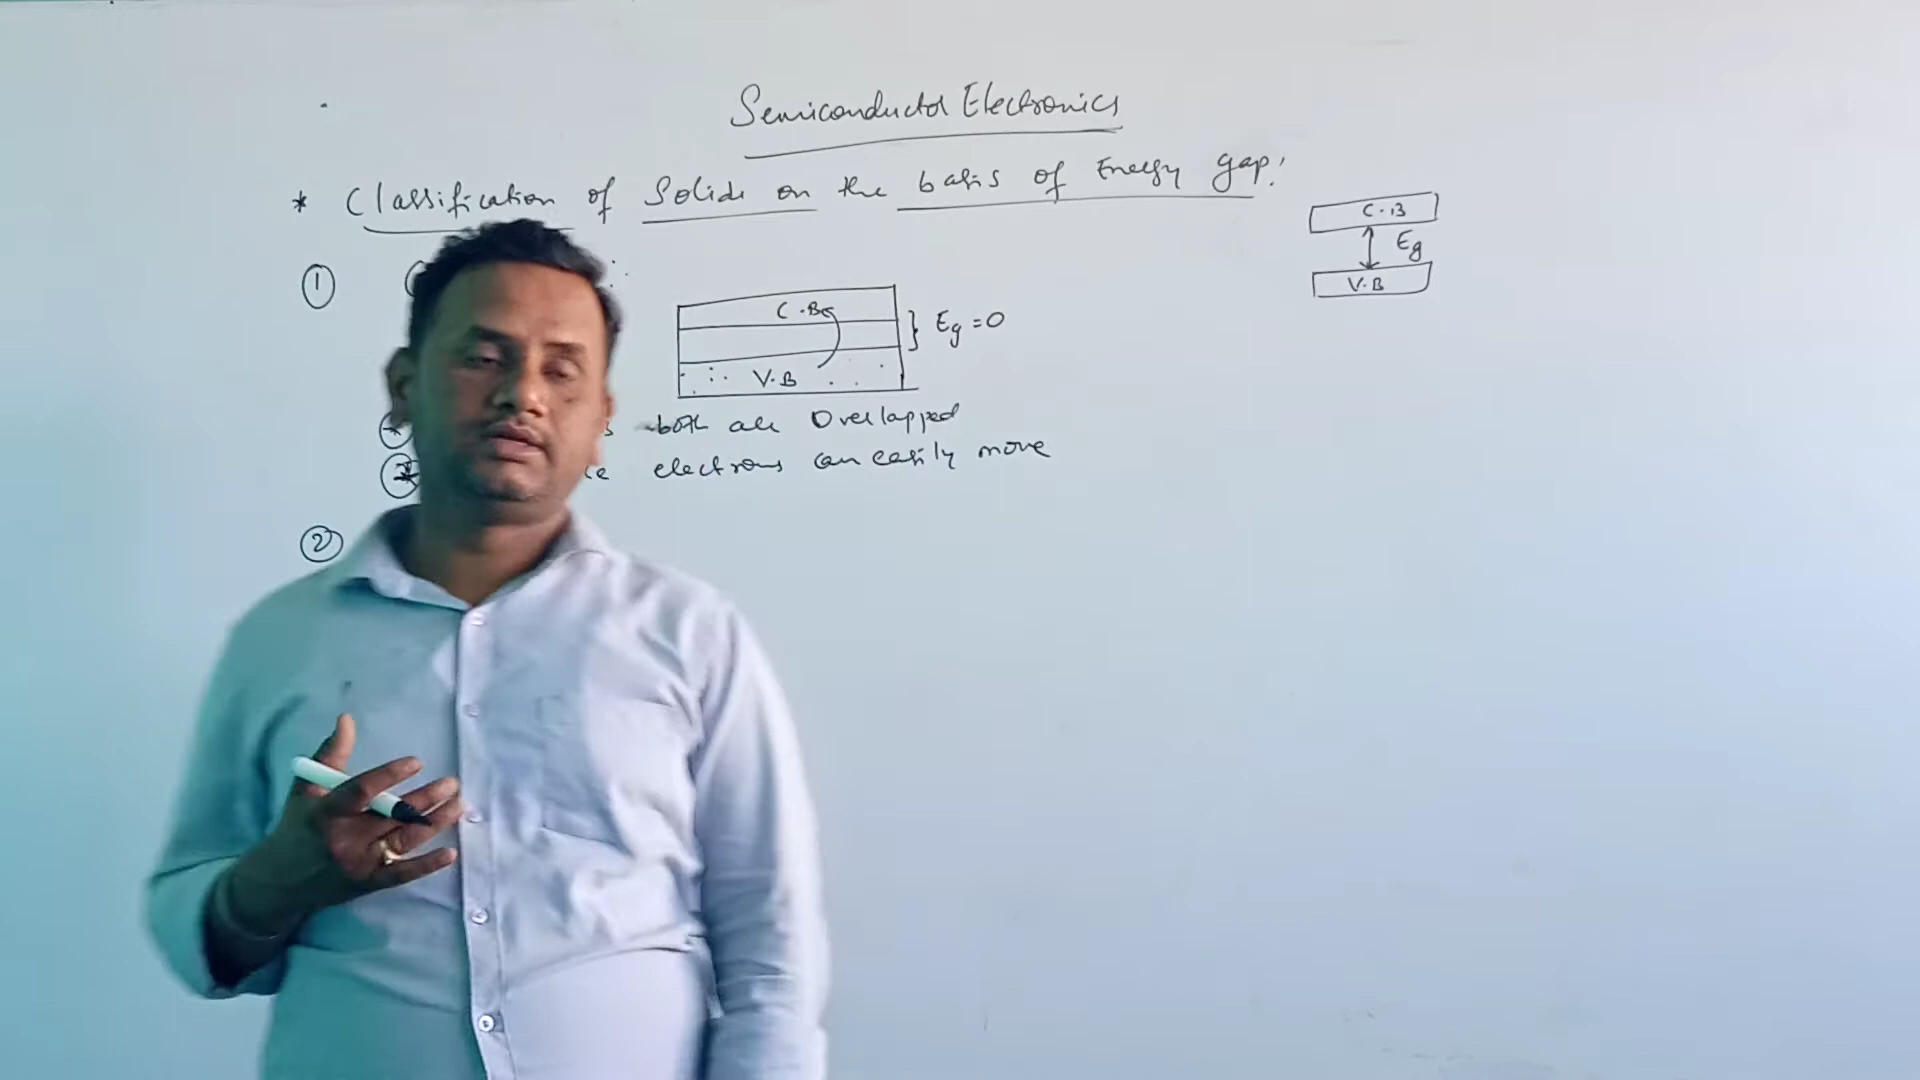 Semiconductor Electronics
* Classification of Solids on the basis of Energy gap:
C.B
Eg
V.B
①
C.B
Eg = 0
V.B
both are Overlapped
electrons can easily move
②